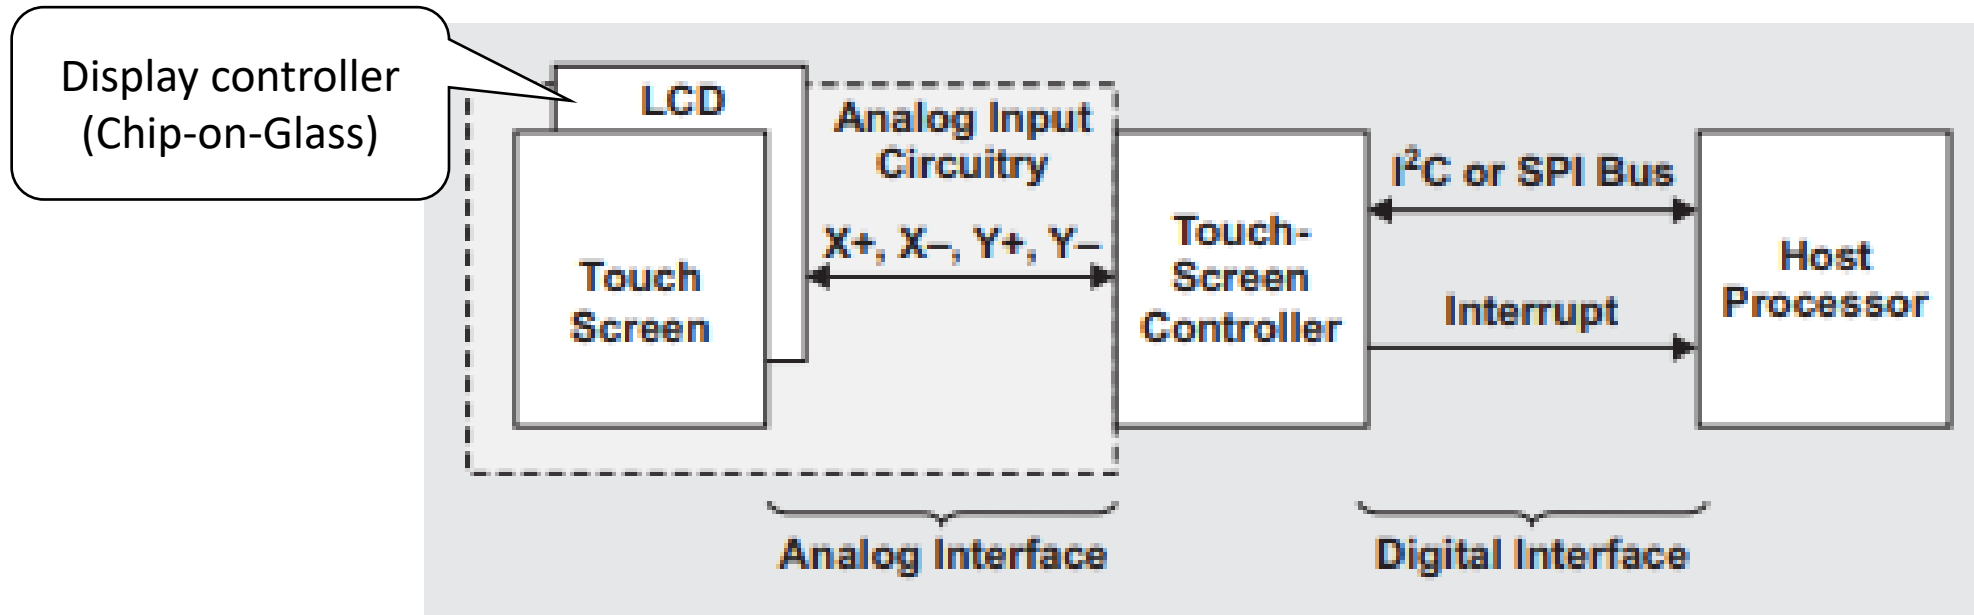 Display controller
(Chip-on-Glass)
LCD
Touch
Screen
Analog Input
Circuitry
X+, X–, Y+, Y–
Touch-
Screen
Controller
I²C or SPI Bus
Interrupt
Host
Processor
Analog Interface
Digital Interface